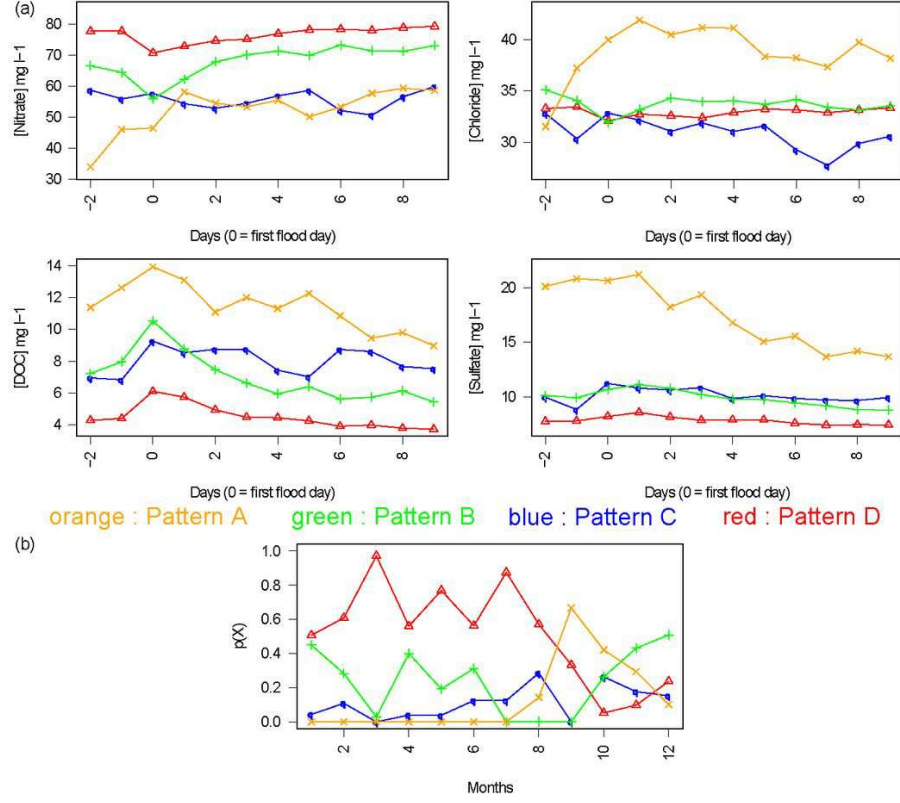 (a)
[Nitrate] mg l−1
80
70
60
50
40
30
−2 0 2 4 6 8
Days (0 = first flood day)
[Chloride] mg l−1
40
35
30
−2 0 2 4 6 8
Days (0 = first flood day)
[DOC] mg l−1
14
12
10
8
6
4
−2 0 2 4 6 8
Days (0 = first flood day)
[Sulfate] mg l−1
20
15
10
−2 0 2 4 6 8
Days (0 = first flood day)
orange : Pattern A green : Pattern B blue : Pattern C red : Pattern D
(b)
p(X)
1.0
0.8
0.6
0.4
0.2
0.0
2 4 6 8 10 12
Months